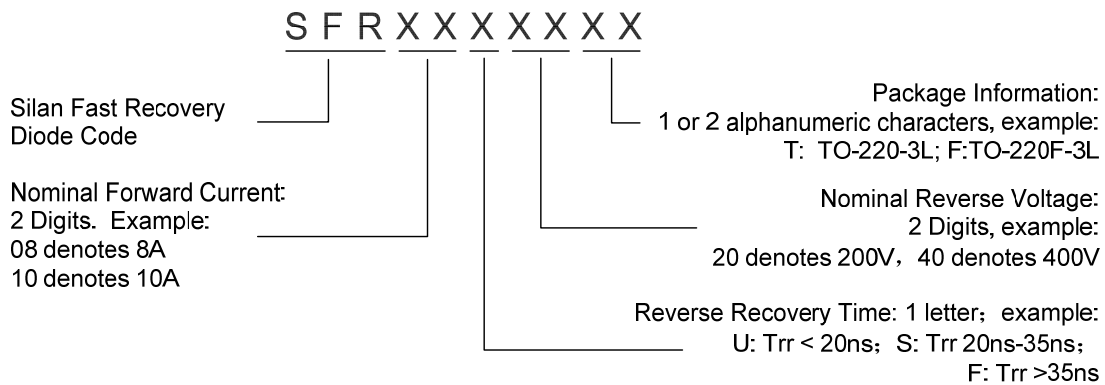 SFRXXXXXXX
Silan Fast Recovery
Diode Code
Nominal Forward Current:
2 Digits. Example:
08 denotes 8A
10 denotes 10A
Package Information:
1 or 2 alphanumeric characters, example:
T: TO-220-3L; F:TO-220F-3L
Nominal Reverse Voltage:
2 Digits, example:
20 denotes 200V，40 denotes 400V
Reverse Recovery Time: 1 letter；example:
U: Trr < 20ns；S: Trr 20ns-35ns；
F: Trr >35ns